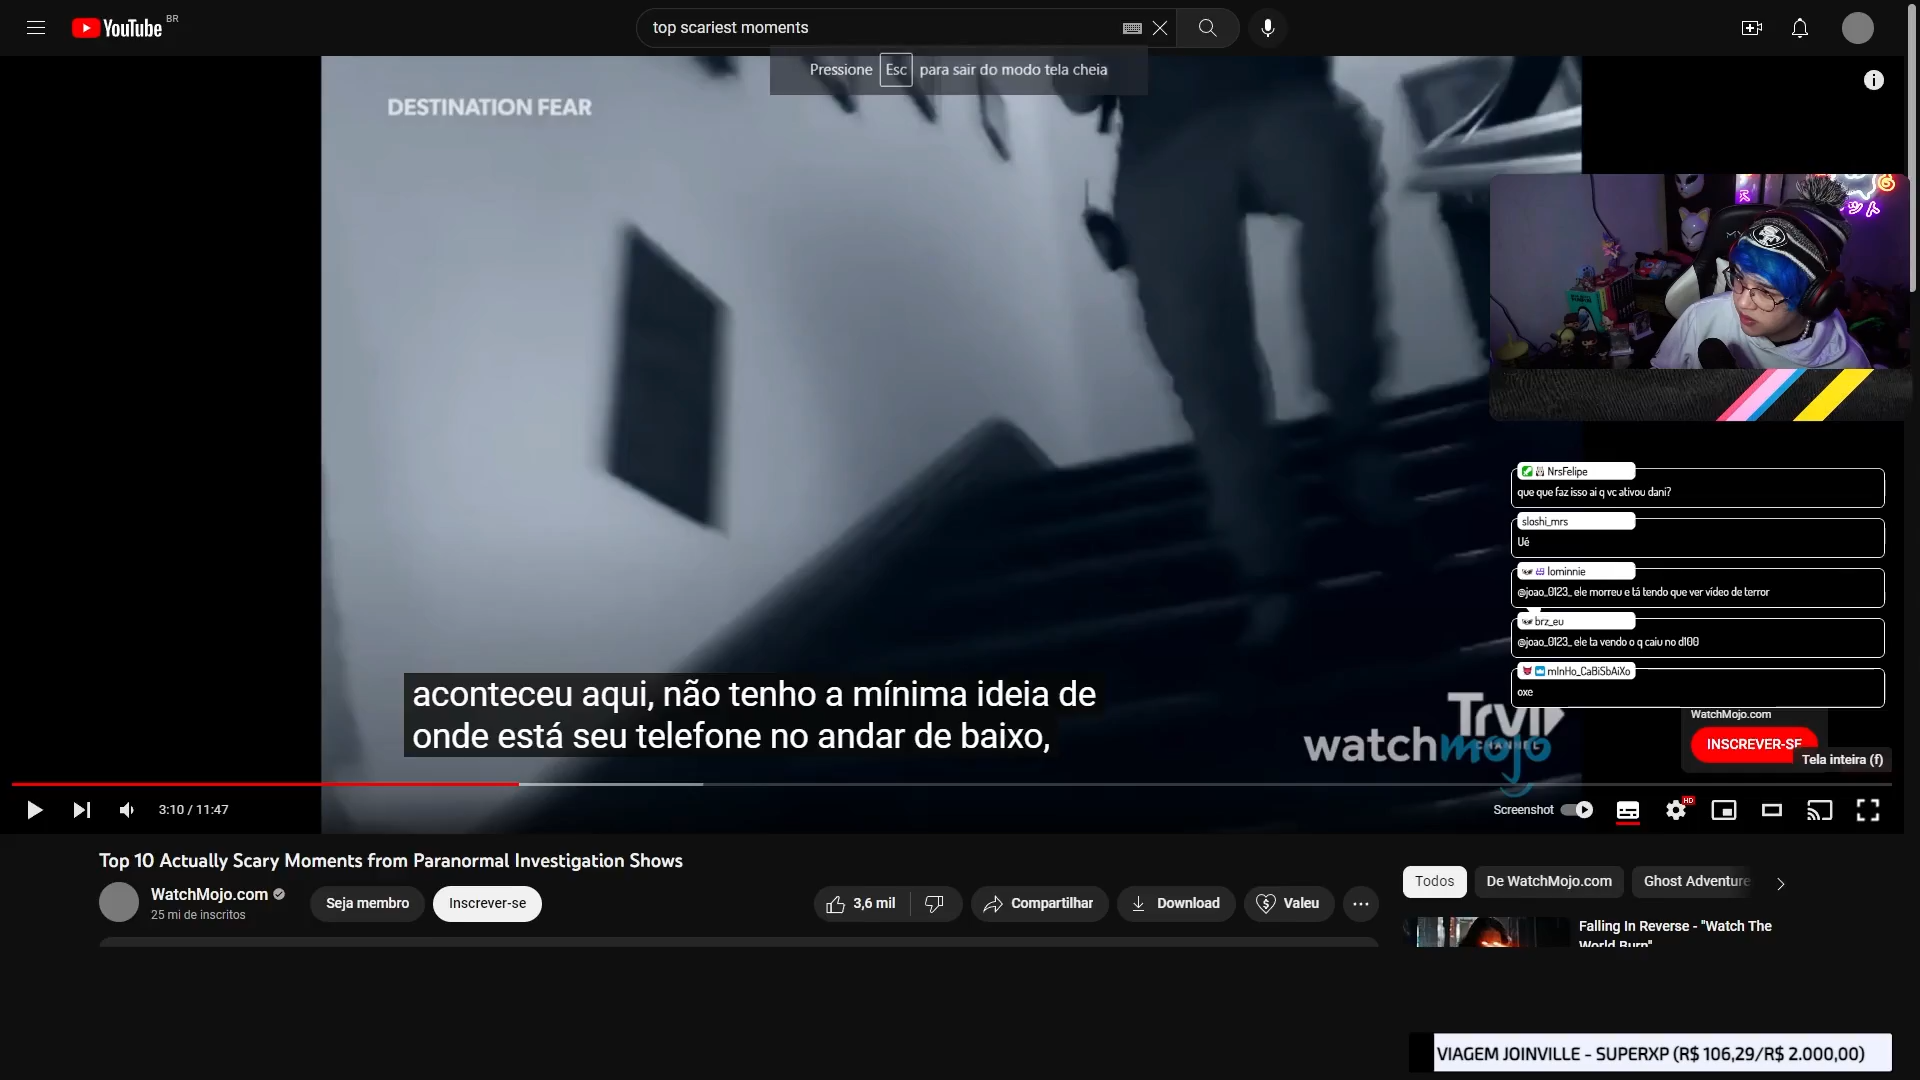 YouTube BR
top scariest moments
Pressione Esc para sair do modo tela cheia
DESTINATION FEAR
NrsFelipe
que que faz isso ai q vc ativou dani?
sloshi_mrs
Ué
lominnie
@joao_0123_ ele morreu e tá tendo que ver vídeo de terror
brz_eu
@joao_0123_ ele ta vendo o q caiu no d100
mInHo_CaBiSbAiXo
oxe
aconteceu aqui, não tenho a mínima ideia de
onde está seu telefone no andar de baixo,
Trvl
CHANNEL
watchmojo
WatchMojo.com
INSCREVER-SE
Tela inteira (f)
3:10 / 11:47
Screenshot
HD
Top 10 Actually Scary Moments from Paranormal Investigation Shows
WatchMojo.com
25 mi de inscritos
Seja membro
Inscrever-se
3,6 mil
Compartilhar
Download
Valeu
Todos
De WatchMojo.com
Ghost Adventure
Falling In Reverse - "Watch The
World Burn"
VIAGEM JOINVILLE - SUPERXP (R$ 106,29/R$ 2.000,00)